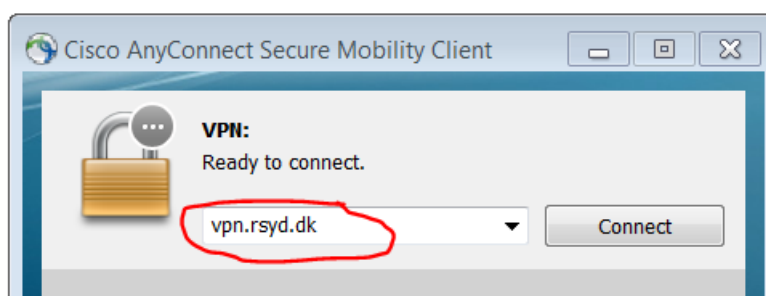 Cisco AnyConnect Secure Mobility Client
VPN:
Ready to connect.
vpn.rsyd.dk
Connect